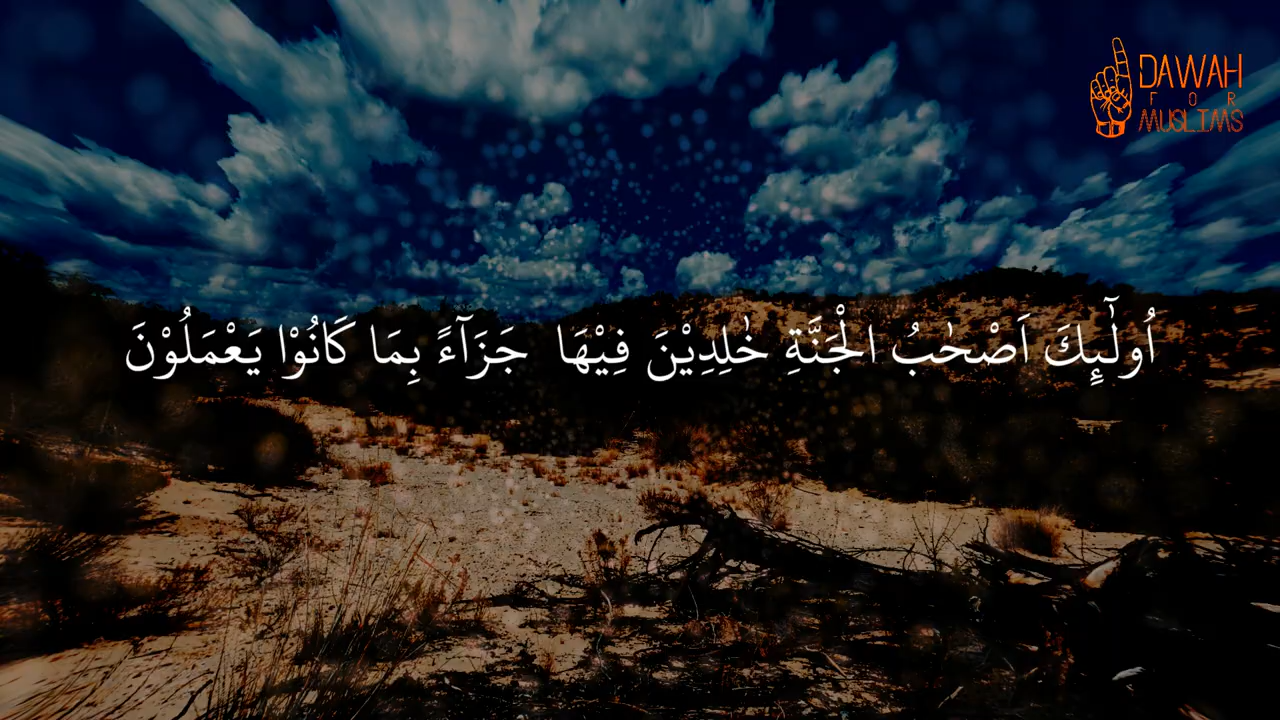 DAWAH
FOR
MUSLIMS
اُولٰٓئِكَ اَصْحٰبُ الْجَنَّةِ خٰلِدِيْنَ فِيْهَا جَزَآءًۢ بِمَا كَانُوْا يَعْمَلُوْنَ